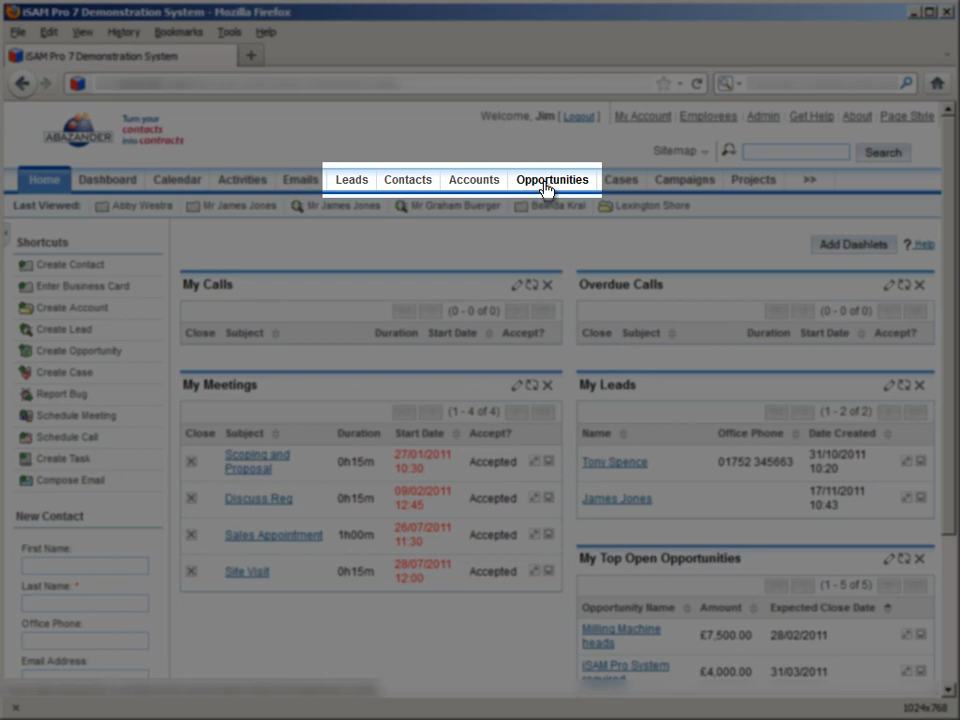 iSAM Pro 7 Demonstration System - Mozilla Firefox
File Edit View History Bookmarks Tools Help
iSAM Pro 7 Demonstration System
ABAZANDER
Turn your
contacts
into contracts
Welcome, Jim [ Logout ] My Account Employees Admin Get Help About Page Style
Sitemap Search
Home Dashboard Calendar Activities Emails Leads Contacts Accounts Opportunities Cases Campaigns Projects >>
Last Viewed: Abby Westra Mr James Jones Mr James Jones Mr Graham Buerger Belinda Kral Lexington Shore
Shortcuts
Create Contact
Enter Business Card
Create Account
Create Lead
Create Opportunity
Create Case
Report Bug
Schedule Meeting
Schedule Call
Create Task
Compose Email
New Contact
First Name:
Last Name: *
Office Phone:
Email Address:
Add Dashlets ? Help
My Calls
(0 - 0 of 0)
Close Subject Duration Start Date Accept?
Overdue Calls
(0 - 0 of 0)
Close Subject Duration Start Date Accept?
My Meetings
(1 - 4 of 4)
Close Subject Duration Start Date Accept?
Scoping and Proposal 0h15m 27/01/2011 10:30 Accepted
Discuss Req 0h15m 09/02/2011 12:45 Accepted
Sales Appointment 1h00m 26/07/2011 11:30 Accepted
Site Visit 0h15m 28/07/2011 12:00 Accepted
My Leads
(1 - 2 of 2)
Name Office Phone Date Created
Tony Spence 01752 345663 31/10/2011 10:20
James Jones 17/11/2011 10:43
My Top Open Opportunities
(1 - 5 of 5)
Opportunity Name Amount Expected Close Date
Milling Machine heads £7,500.00 28/02/2011
iSAM Pro System required £4,000.00 31/03/2011
1024x768